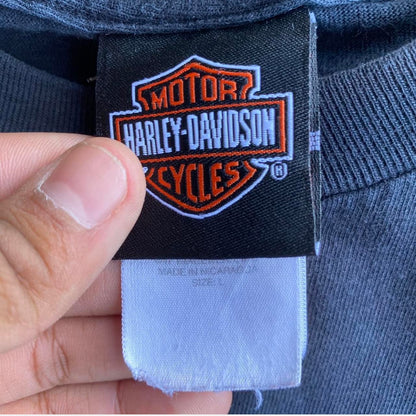 MOTOR
HARLEY-DAVIDSON
CYCLES
®
MADE IN NICARAGUA
SIZE: L